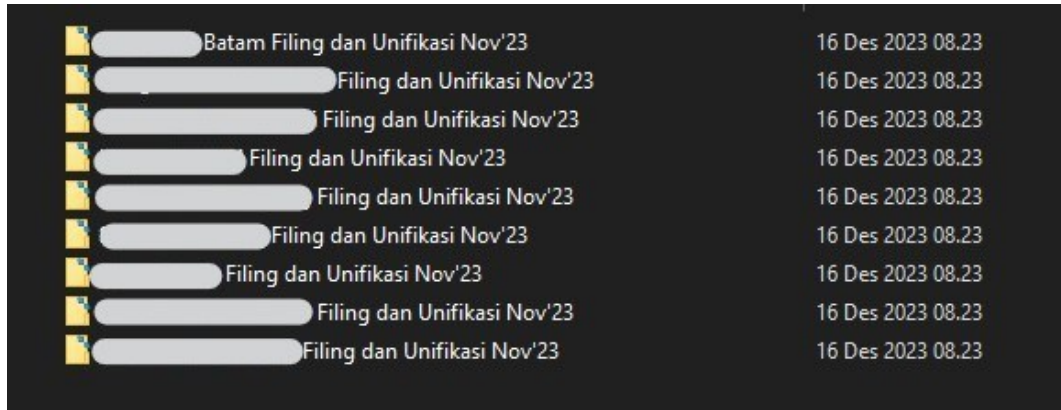 Batam Filing dan Unifikasi Nov'23 16 Des 2023 08.23
Filing dan Unifikasi Nov'23 16 Des 2023 08.23
Filing dan Unifikasi Nov'23 16 Des 2023 08.23
Filing dan Unifikasi Nov'23 16 Des 2023 08.23
Filing dan Unifikasi Nov'23 16 Des 2023 08.23
Filing dan Unifikasi Nov'23 16 Des 2023 08.23
Filing dan Unifikasi Nov'23 16 Des 2023 08.23
Filing dan Unifikasi Nov'23 16 Des 2023 08.23
Filing dan Unifikasi Nov'23 16 Des 2023 08.23